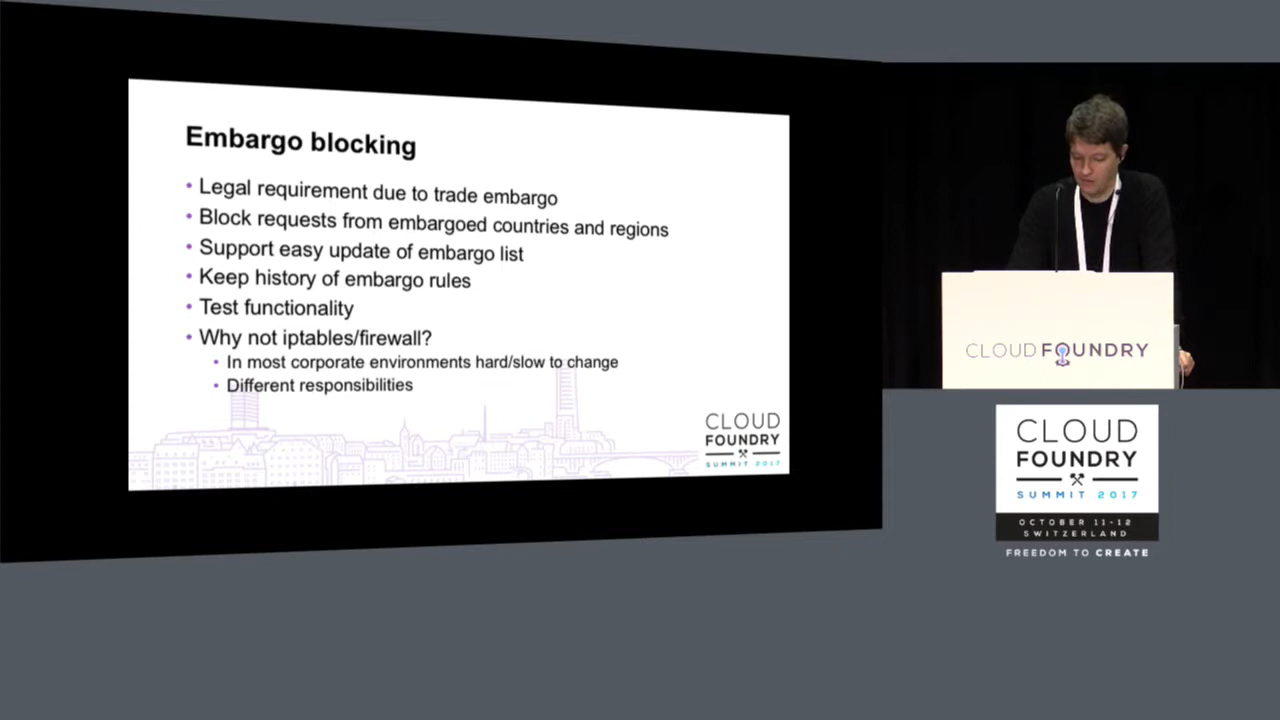 Embargo blocking
• Legal requirement due to trade embargo
• Block requests from embargoed countries and regions
• Support easy update of embargo list
• Keep history of embargo rules
• Test functionality
• Why not iptables/firewall?
• In most corporate environments hard/slow to change
• Different responsibilities
CLOUD
FOUNDRY
SUMMIT 2017
CLOUD FOUNDRY
CLOUD
FOUNDRY
SUMMIT 2017
OCTOBER 11-12
SWITZERLAND
FREEDOM TO CREATE